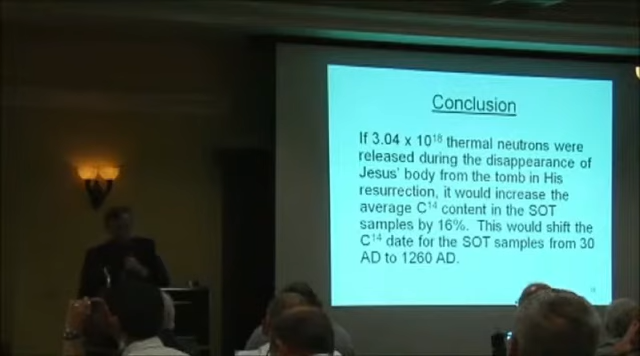 Conclusion
If 3.04 x 10¹⁸ thermal neutrons were
released during the disappearance of
Jesus' body from the tomb in His
resurrection, it would increase the
average C¹⁴ content in the SOT
samples by 16%. This would shift the
C¹⁴ date for the SOT samples from 30
AD to 1260 AD.